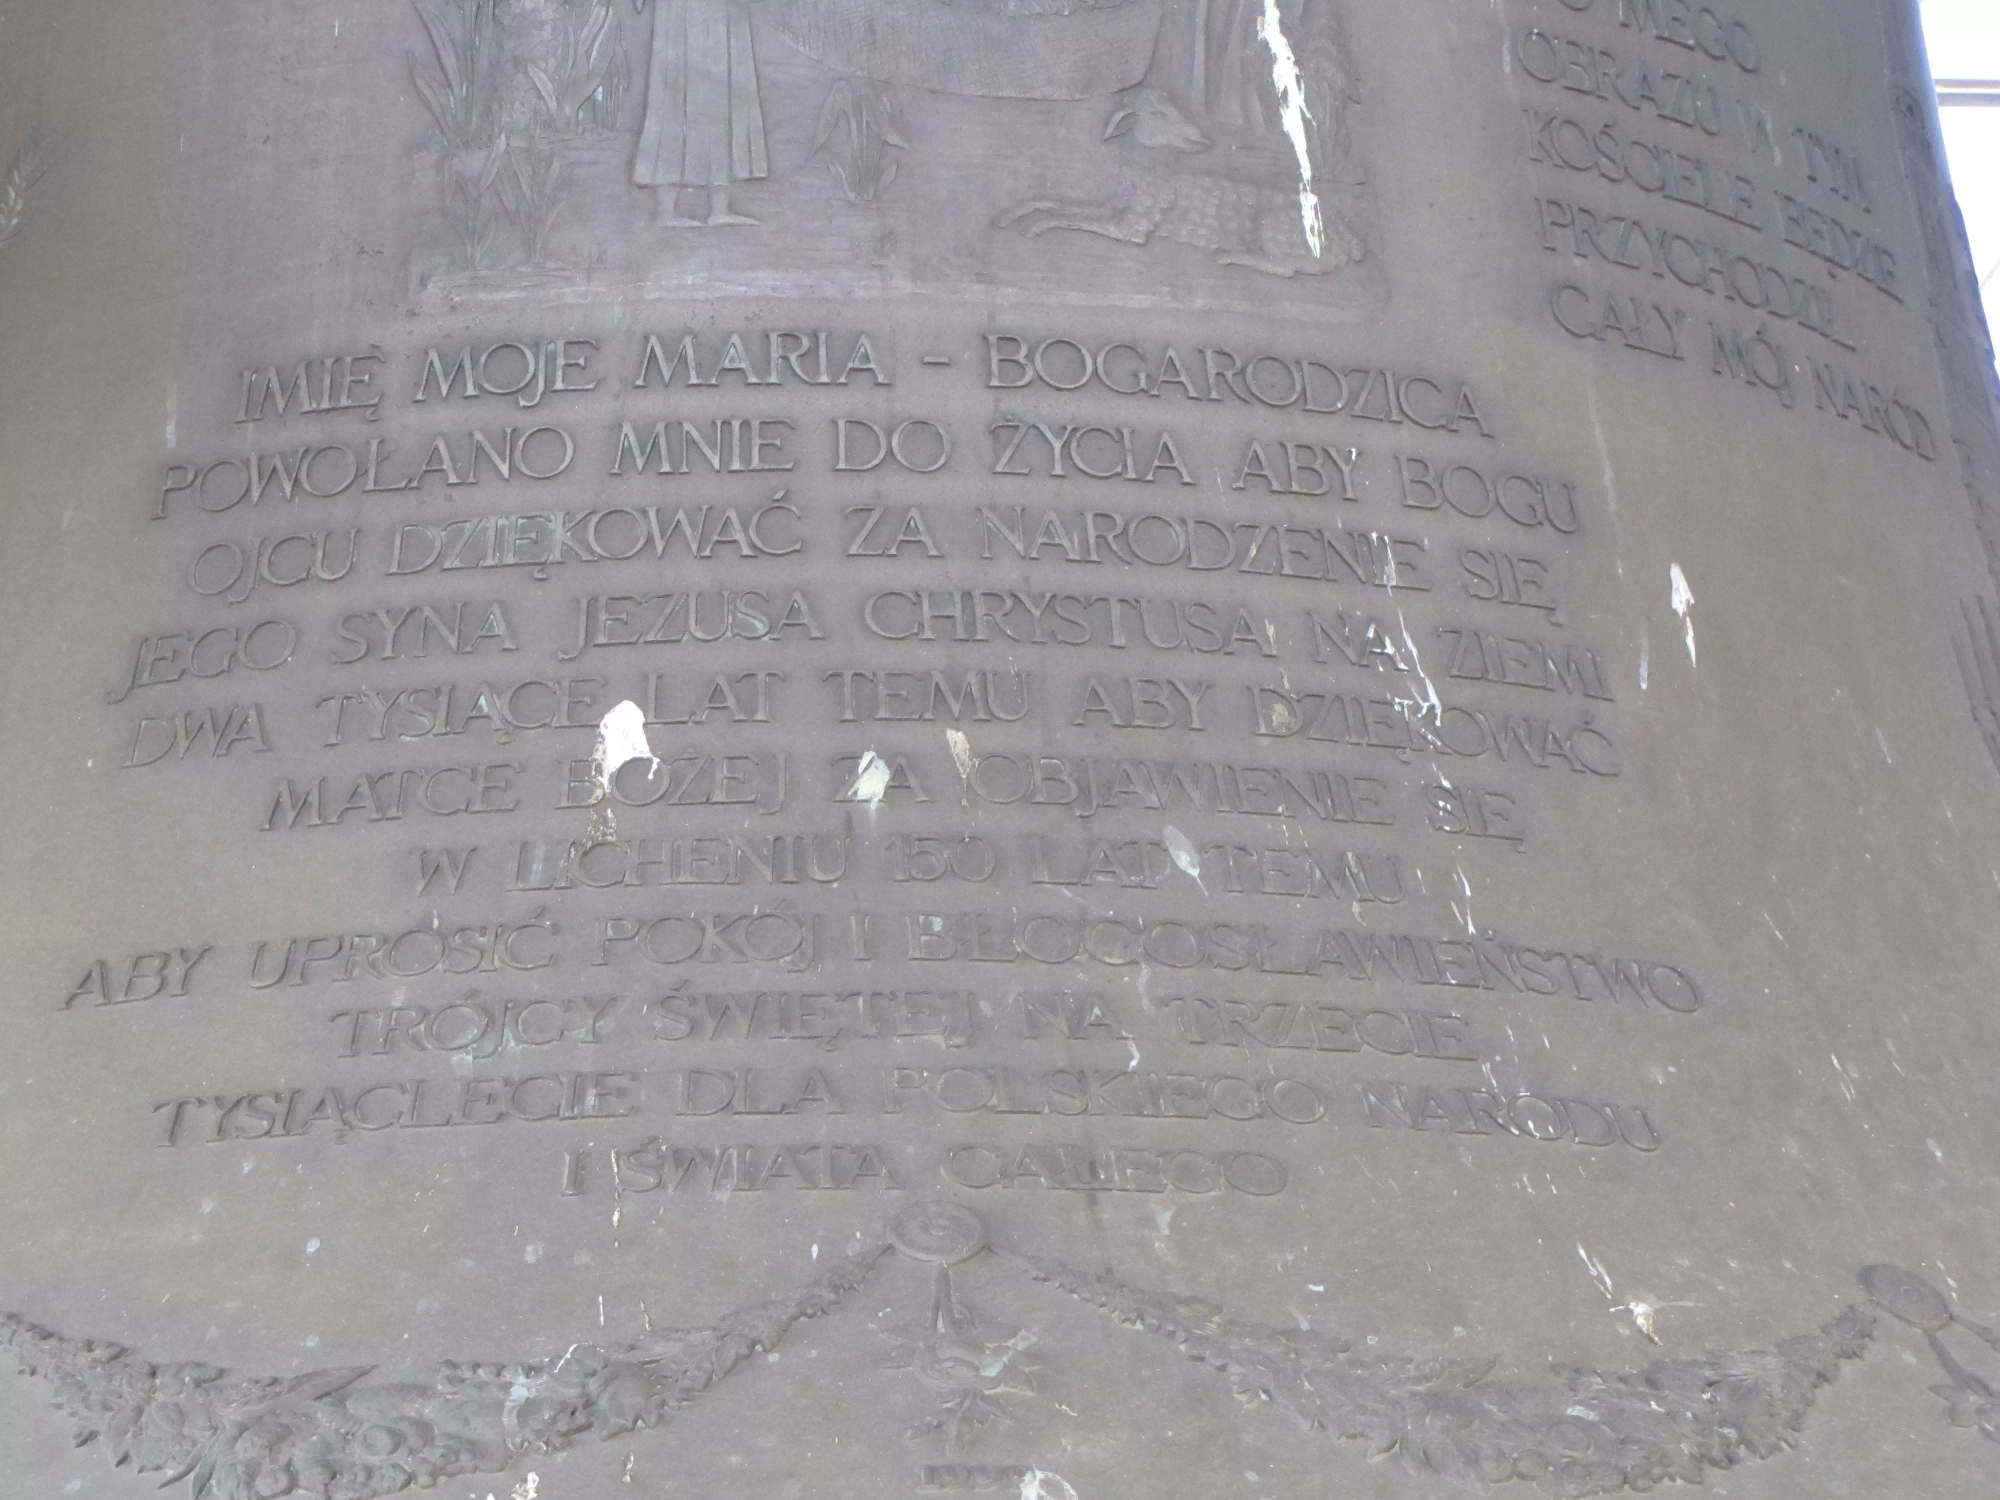 IMIĘ MOJE MARIA - BOGARODZICA
POWOŁANO MNIE DO ŻYCIA ABY BOGU
OJCU DZIĘKOWAĆ ZA NARODZENIE SIĘ
JEGO SYNA JEZUSA CHRYSTUSA NA ZIEMI
DWA TYSIĄCE LAT TEMU ABY DZIĘKOWAĆ
MATCE BOŻEJ ZA OBJAWIENIE SIĘ
W LICHENIU 150 LAT TEMU
ABY UPROSIĆ POKÓJ I BŁOGOSŁAWIEŃSTWO
TRÓJCY ŚWIĘTEJ NA TRZECIE
TYSIĄCLECIE DLA POLSKIEGO NARODU
I ŚWIATA CAŁEGO
MEGO
OBRAZU W TYM
KOŚCIELE BĘDZIE
PRZYCHODZIŁ
CAŁY MÓJ NARÓD